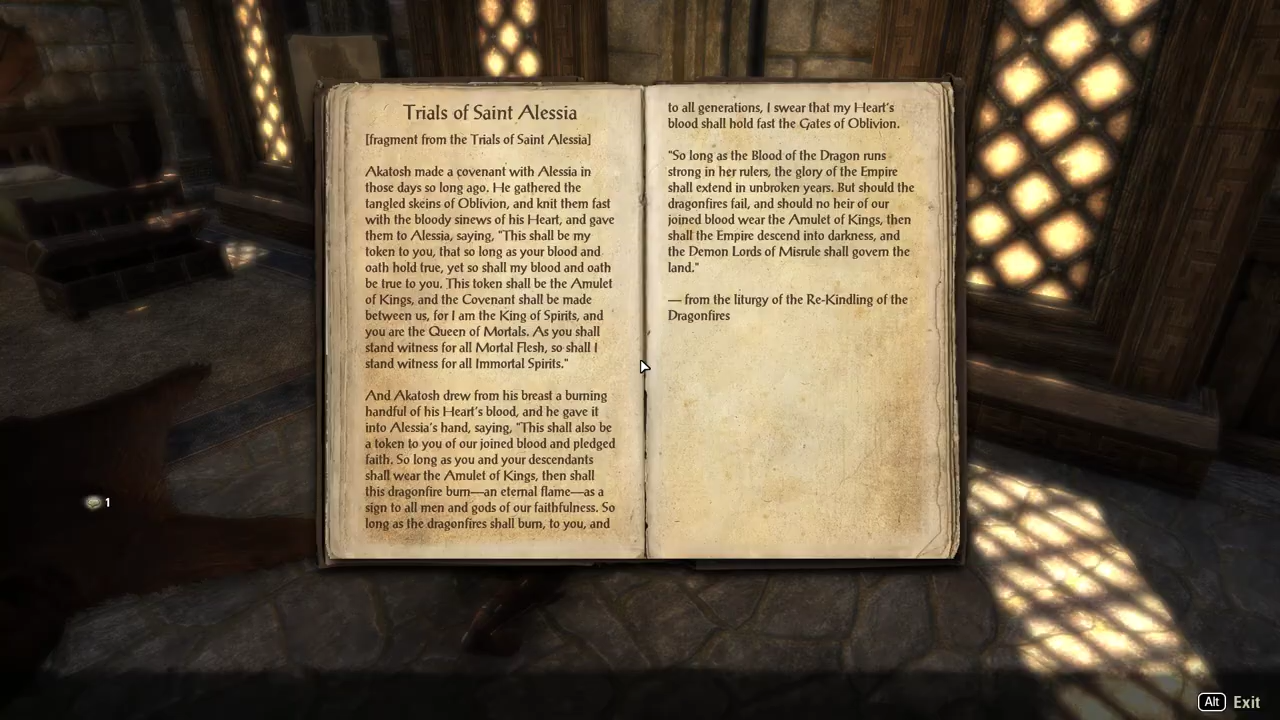 Trials of Saint Alessia
[fragment from the Trials of Saint Alessia]
Akatosh made a covenant with Alessia in
those days so long ago. He gathered the
tangled skeins of Oblivion, and knit them fast
with the bloody sinews of his Heart, and gave
them to Alessia, saying, "This shall be my
token to you, that so long as your blood and
oath hold true, yet so shall my blood and oath
be true to you. This token shall be the Amulet
of Kings, and the Covenant shall be made
between us, for I am the King of Spirits, and
you are the Queen of Mortals. As you shall
stand witness for all Mortal Flesh, so shall I
stand witness for all Immortal Spirits."
And Akatosh drew from his breast a burning
handful of his Heart's blood, and he gave it
into Alessia's hand, saying, "This shall also be
a token to you of our joined blood and pledged
faith. So long as you and your descendants
shall wear the Amulet of Kings, then shall
this dragonfire burn—an eternal flame—as a
sign to all men and gods of our faithfulness. So
long as the dragonfires shall burn, to you, and
to all generations, I swear that my Heart's
blood shall hold fast the Gates of Oblivion.
"So long as the Blood of the Dragon runs
strong in her rulers, the glory of the Empire
shall extend in unbroken years. But should the
dragonfires fail, and should no heir of our
joined blood wear the Amulet of Kings, then
shall the Empire descend into darkness, and
the Demon Lords of Misrule shall govern the
land."
— from the liturgy of the Re-Kindling of the
Dragonfires
1
Alt Exit